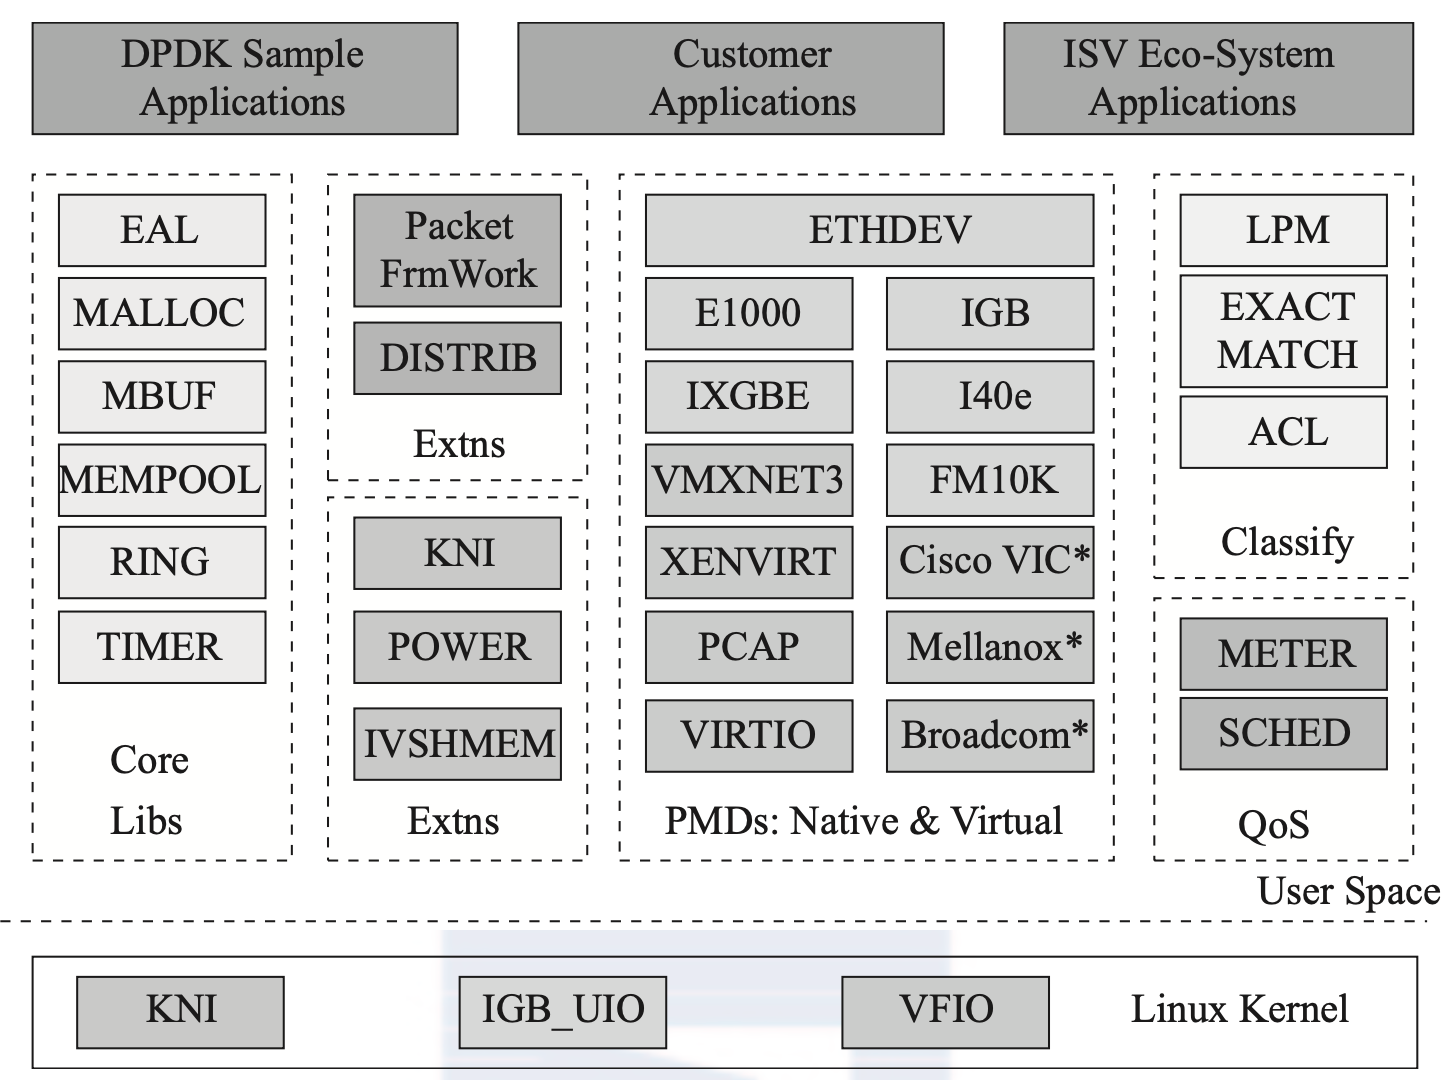 DPDK Sample
Applications
Customer
Applications
ISV Eco-System
Applications
EAL
MALLOC
MBUF
MEMPOOL
RING
TIMER
Core
Libs
Packet
FrmWork
DISTRIB
Extns
KNI
POWER
IVSHMEM
Extns
ETHDEV
E1000
IGB
IXGBE
I40e
VMXNET3
FM10K
XENVIRT
Cisco VIC*
PCAP
Mellanox*
VIRTIO
Broadcom*
PMDs: Native & Virtual
LPM
EXACT
MATCH
ACL
Classify
METER
SCHED
QoS
User Space
KNI
IGB_UIO
VFIO
Linux Kernel